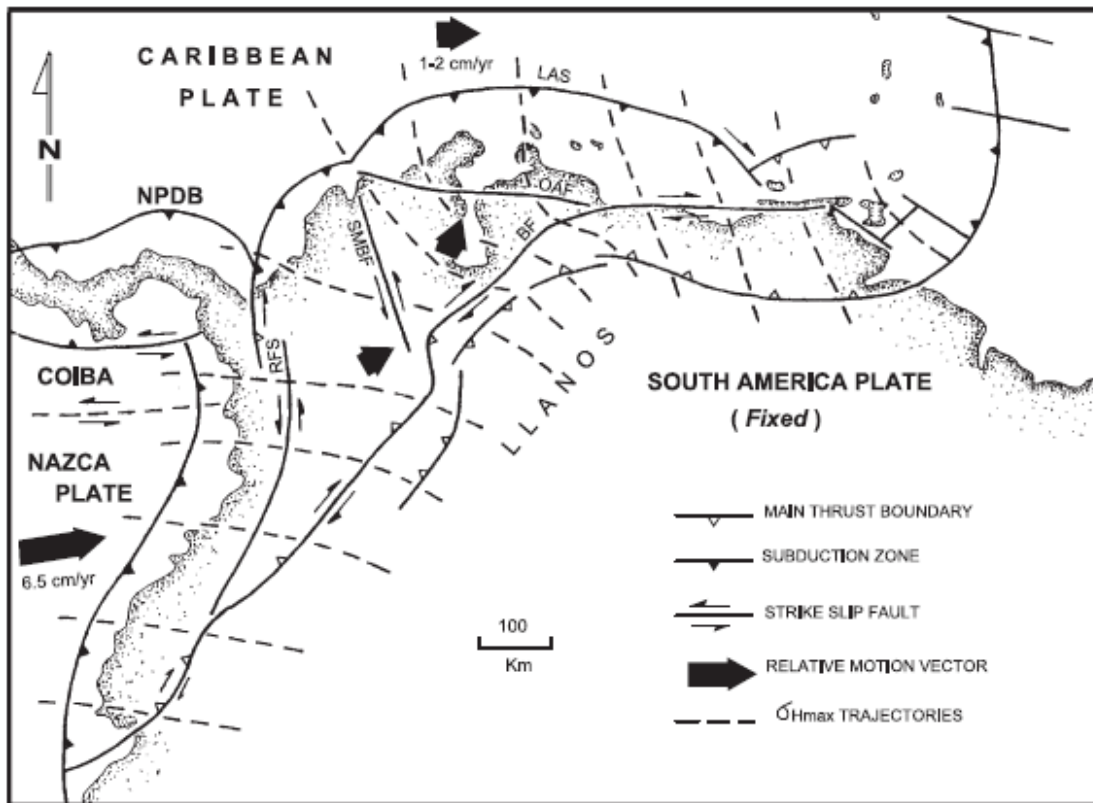 1-2 cm/yr
CARIBBEAN
PLATE
LAS
N
NPDB
OAF
SMBF
BF
RFS
COIBA
LLANOS
SOUTH AMERICA PLATE
( Fixed )
NAZCA
PLATE
6.5 cm/yr
100
Km
MAIN THRUST BOUNDARY
SUBDUCTION ZONE
STRIKE SLIP FAULT
RELATIVE MOTION VECTOR
σHmax TRAJECTORIES